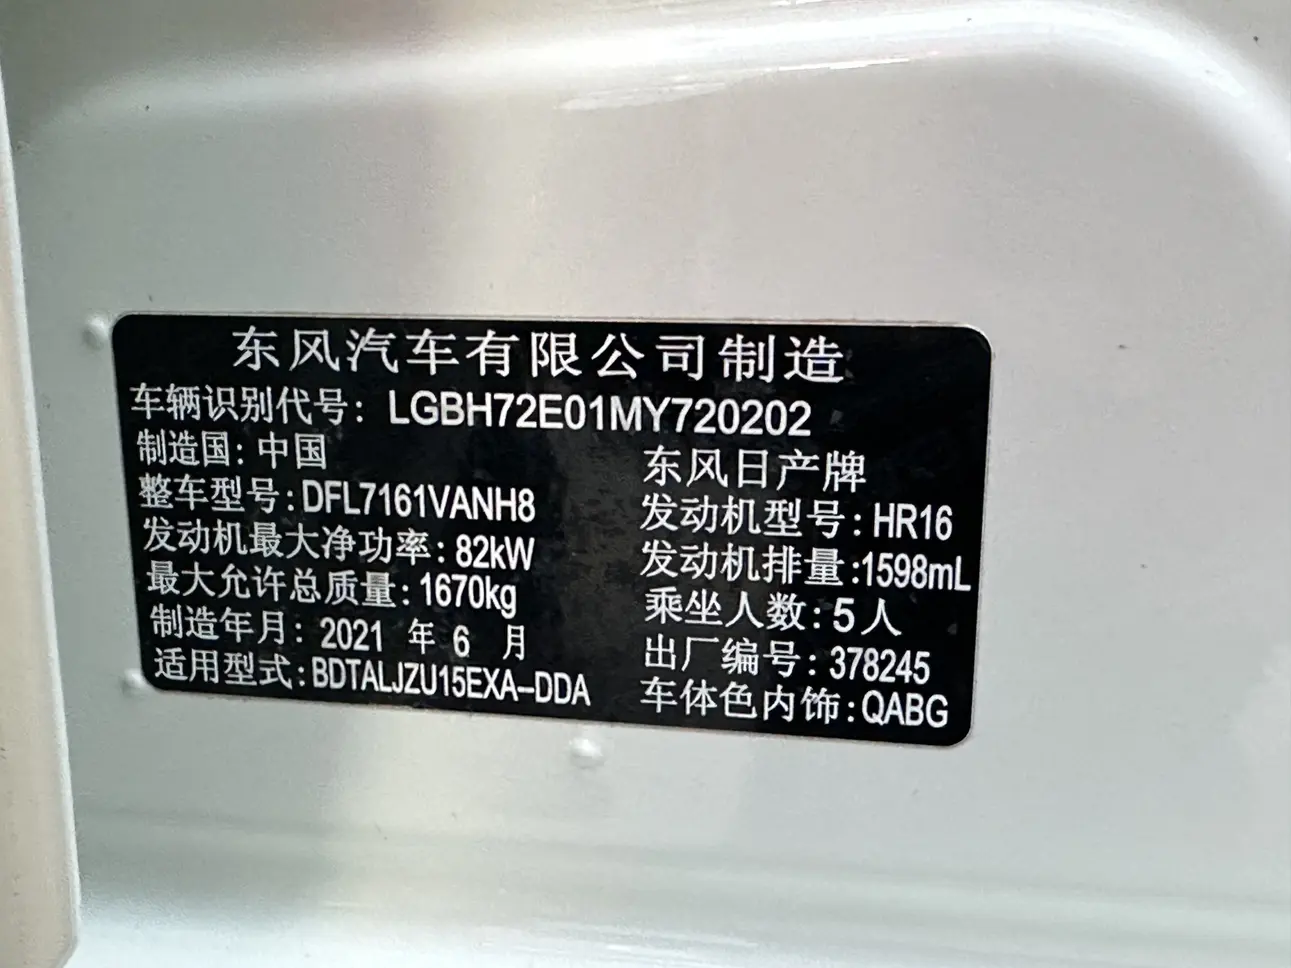 东风汽车有限公司制造
车辆识别代号: LGBH72E01MY720202
制造国: 中国
东风日产牌
整车型号: DFL7161VANH8
发动机型号: HR16
发动机最大净功率: 82kW
发动机排量:1598mL
最大允许总质量: 1670kg
乘坐人数: 5人
制造年月: 2021 年 6 月
出厂编号: 378245
适用型式: BDTALJZU15EXA-DDA
车体色内饰: QABG